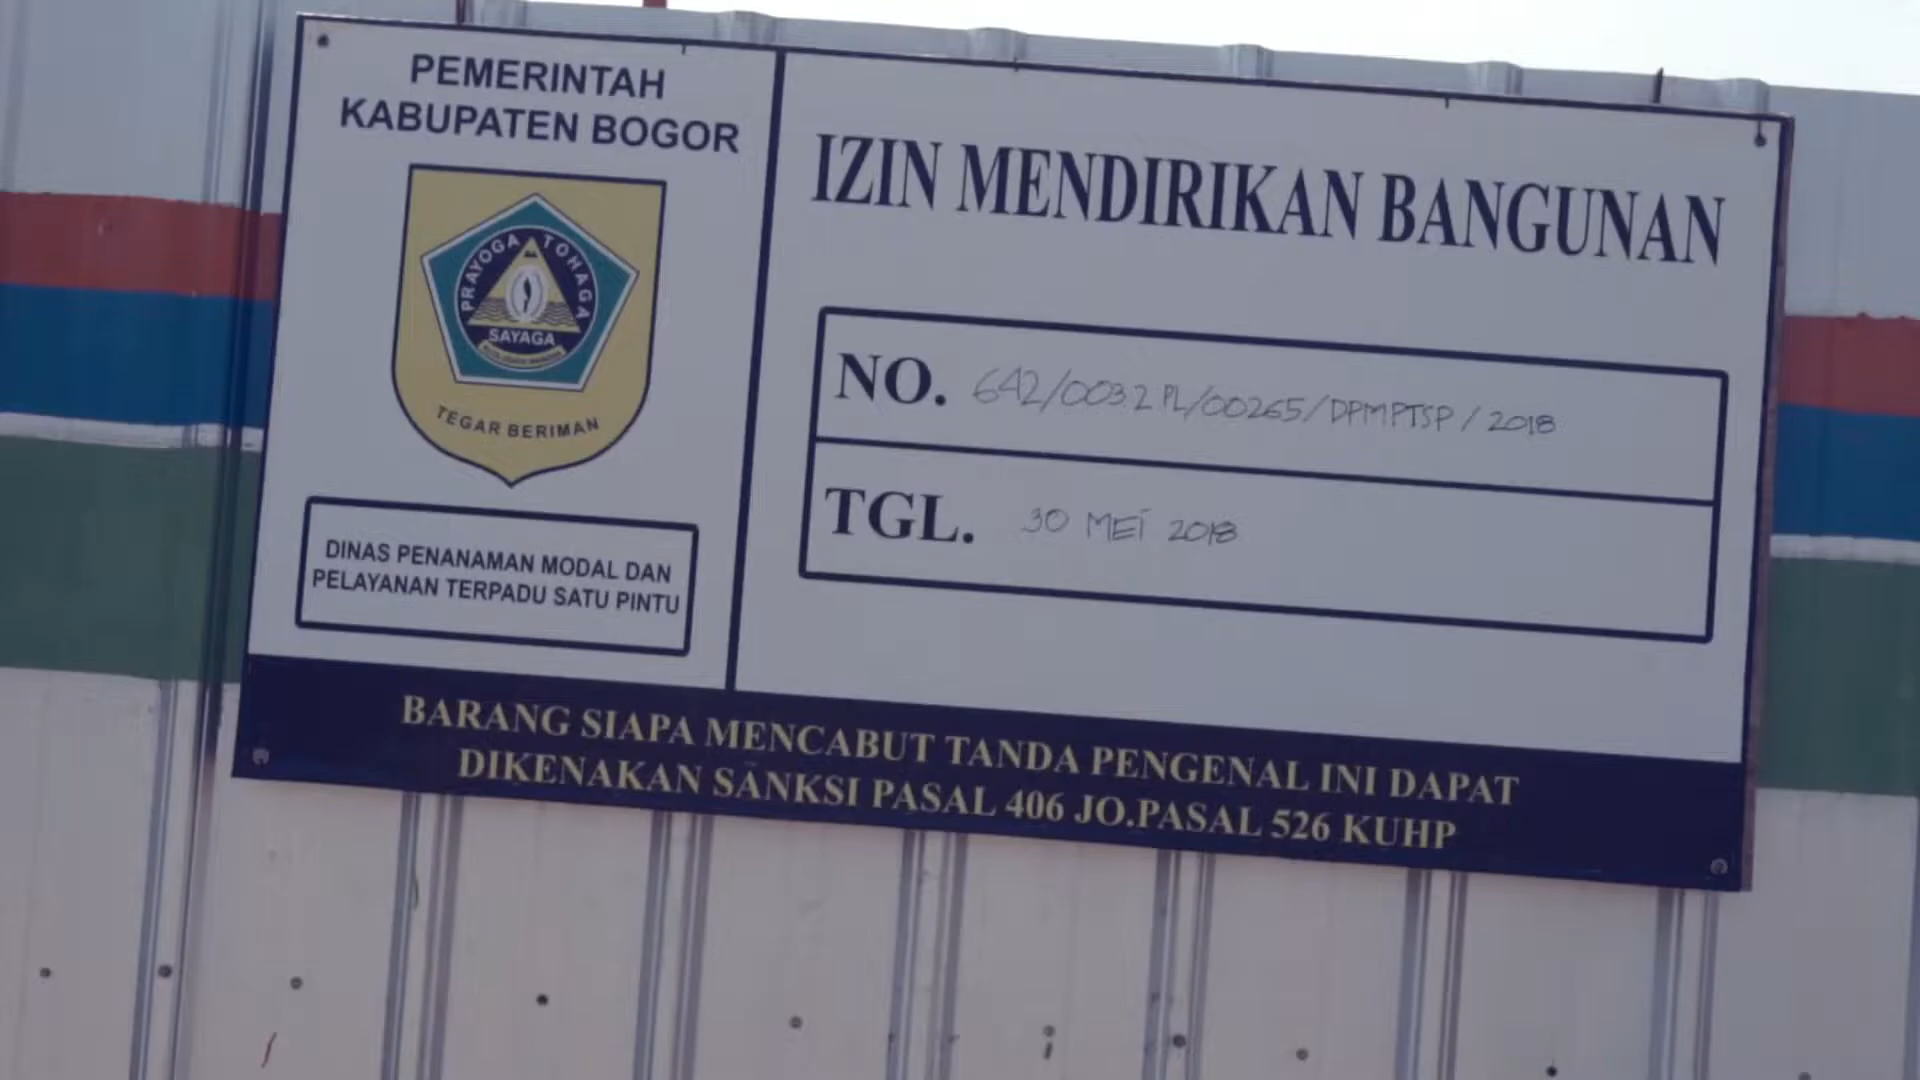 PEMERINTAH
KABUPATEN BOGOR
PRAYOGA TOHAGA
SAYAGA
TEGAR BERIMAN
DINAS PENANAMAN MODAL DAN
PELAYANAN TERPADU SATU PINTU
IZIN MENDIRIKAN BANGUNAN
NO. 642/003.2 PL/00265/DPMPTSP/2018
TGL. 30 MEI 2018
BARANG SIAPA MENCABUT TANDA PENGENAL INI DAPAT
DIKENAKAN SANKSI PASAL 406 JO.PASAL 526 KUHP